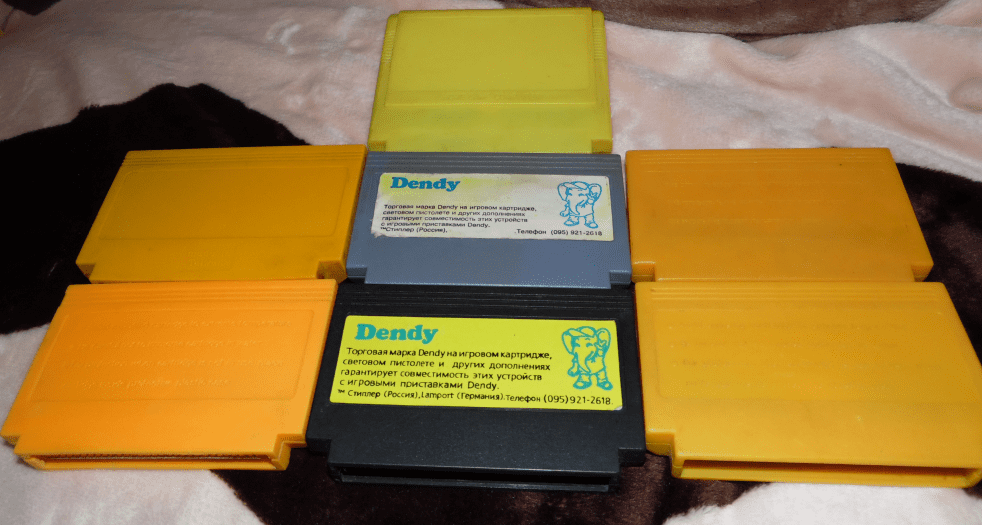 Dendy
Торговая марка Dendy на игровом картридже,
световом пистолете и других дополнениях
гарантирует совместимость этих устройств
с игровыми приставками Dendy.
™Стиплер (Россия), .Телефон (095) 921-2618
Dendy
Торговая марка Dendy на игровом картридже,
световом пистолете и других дополнениях
гарантирует совместимость этих устройств
с игровыми приставками Dendy.
™ Стиплер (Россия), Lamport (Германия).Телефон (095)921-2618.